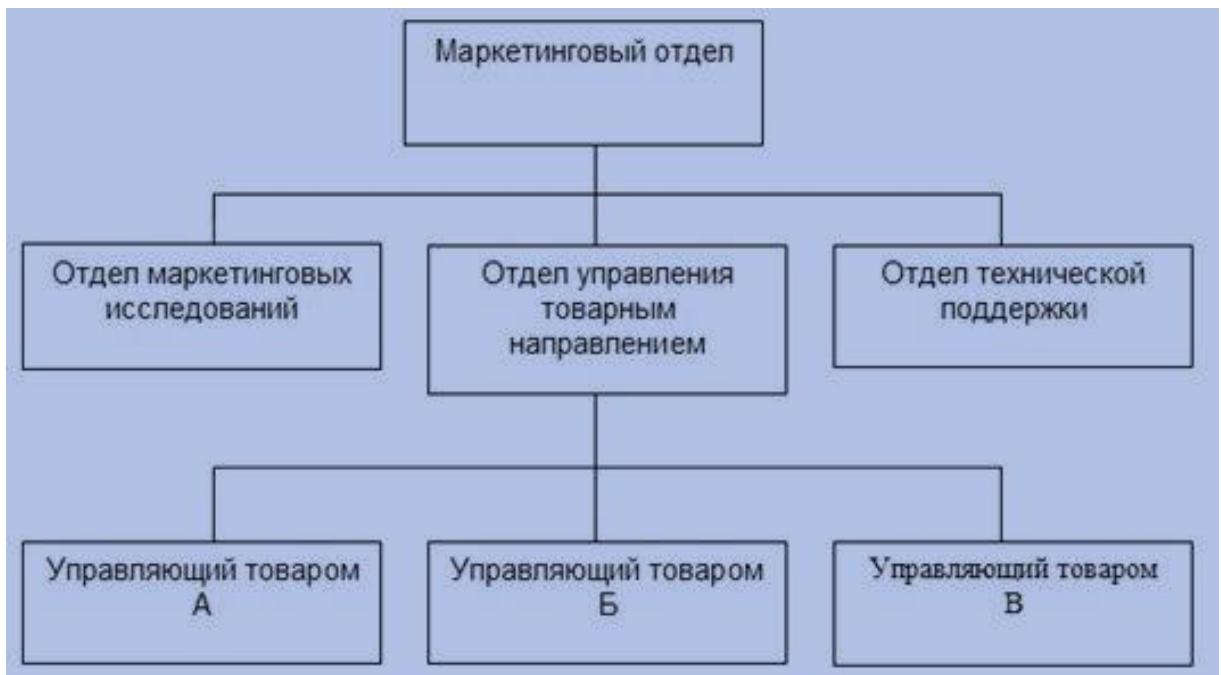 Маркетинговый отдел
Отдел маркетинговых
исследований
Отдел управления
товарным
направлением
Отдел технической
поддержки
Управляющий товаром
А
Управляющий товаром
Б
Управляющий товаром
В